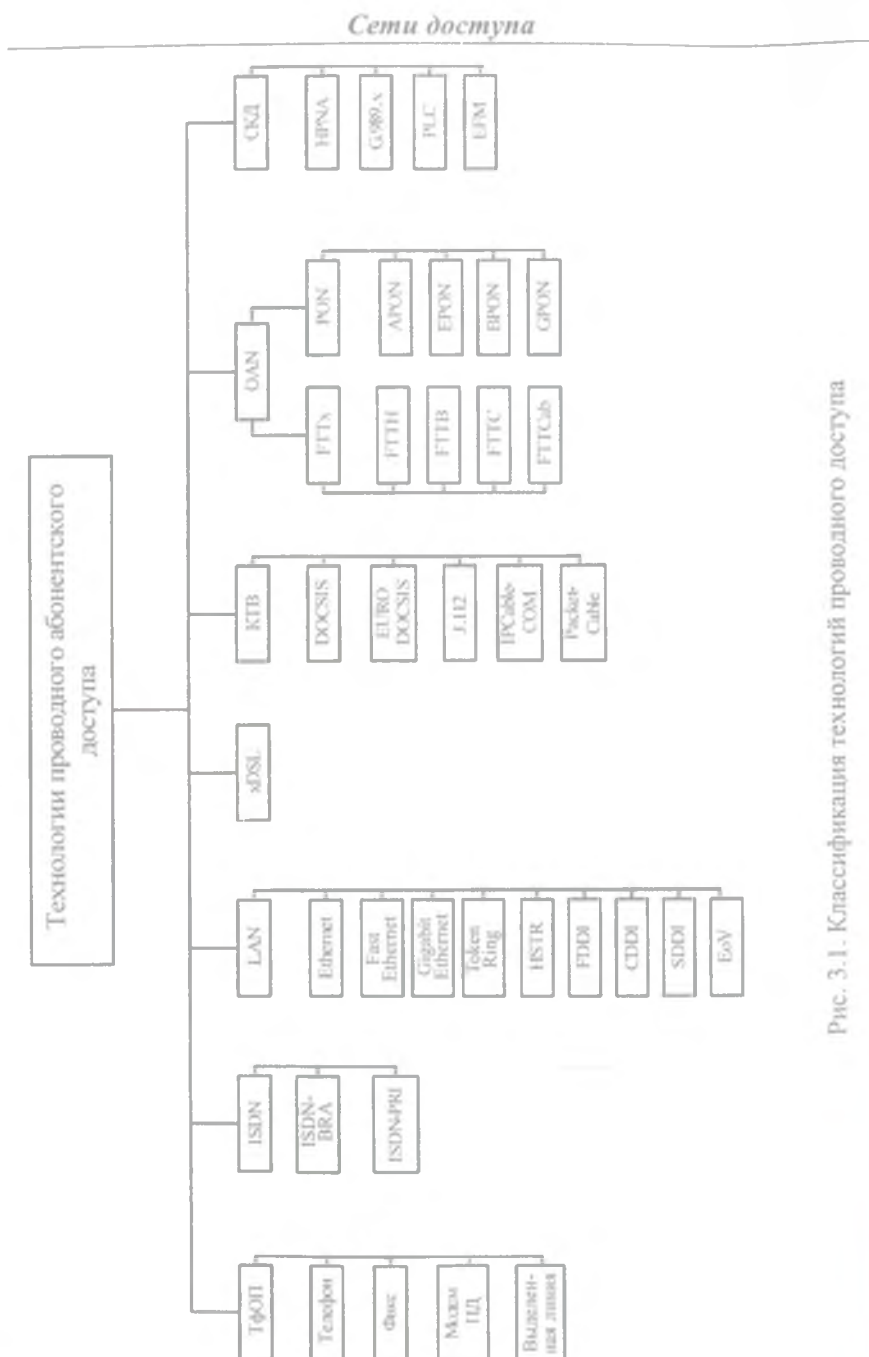 Сети доступа
Технологии проводного абонентского
доступа
ТфОП
Телефон
Факс
Модем
ПД
Выделен-
ная линия
ISDN
ISDN-
BRA
ISDN-PRI
LAN
Ethernet
Fast
Ethernet
Gigabit
Ethernet
Token
Ring
HSTR
FDDI
CDDI
SDDI
EoV
xDSL
КТВ
DOCSIS
EURO
DOCSIS
J.112
IPCable-
COM
Packet-
Cable
OAN
FTTx
FTTH
FTTB
FTTC
FTTCab
PON
APON
EPON
BPON
GPON
СКД
HPNA
G.989.x
PLC
EFM
Рис. 3.1. Классификация технологий проводного доступа